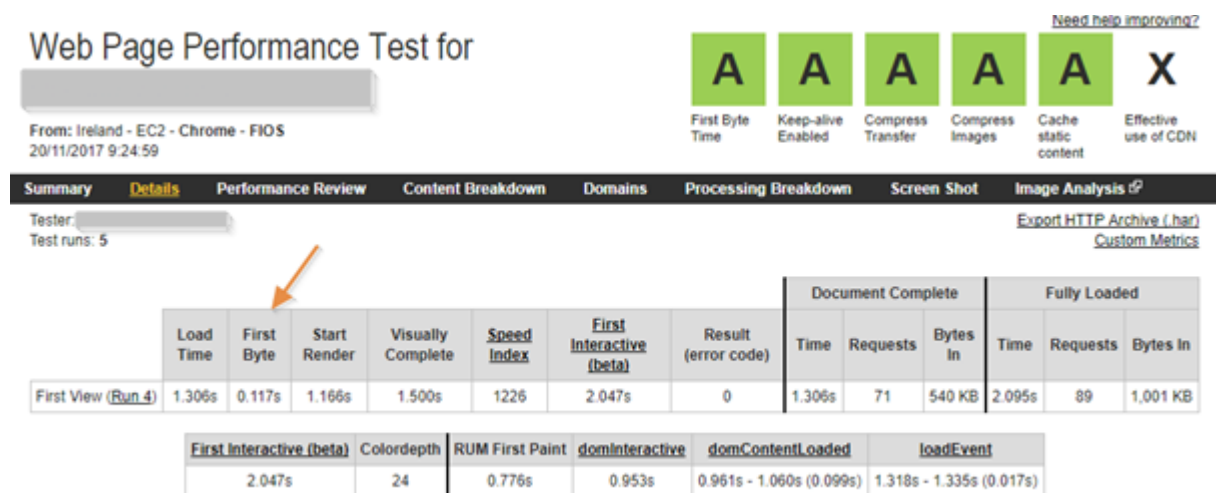 Need help improving?
Web Page Performance Test for
A A A A A X
First Byte Time Keep-alive Enabled Compress Transfer Compress Images Cache static content Effective use of CDN
From: Ireland - EC2 - Chrome - FIOS
20/11/2017 9:24:59
Summary Details Performance Review Content Breakdown Domains Processing Breakdown Screen Shot Image Analysis
Tester:
Export HTTP Archive (.har)
Test runs: 5
Custom Metrics
Document Complete Fully Loaded
Load Time First Byte Start Render Visually Complete Speed Index First Interactive (beta) Result (error code) Time Requests Bytes In Time Requests Bytes In
First View (Run 4) 1.306s 0.117s 1.166s 1.500s 1226 2.047s 0 1.306s 71 540 KB 2.095s 89 1,001 KB
First Interactive (beta) Colordepth RUM First Paint domInteractive domContentLoaded loadEvent
2.047s 24 0.776s 0.953s 0.961s - 1.060s (0.099s) 1.318s - 1.335s (0.017s)